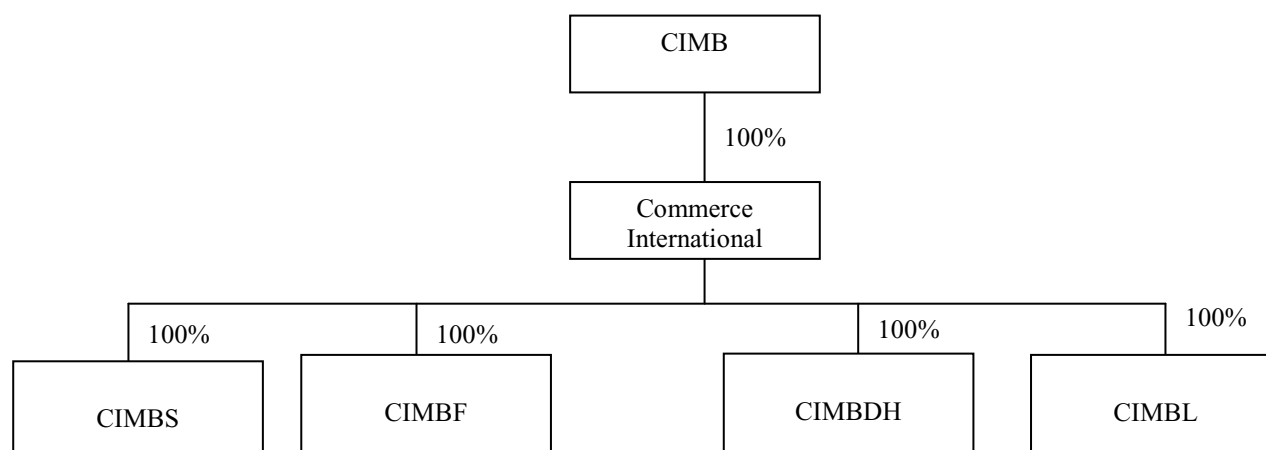 CIMB
100%
Commerce
International
100%
100%
100%
100%
CIMBS
CIMBF
CIMBDH
CIMBL